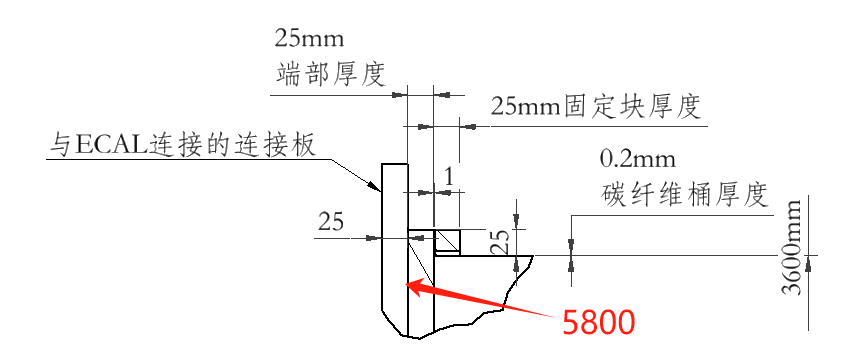 25mm
端部厚度
25mm固定块厚度
与ECAL连接的连接板
0.2mm
碳纤维桶厚度
1
25
25
3600mm
5800